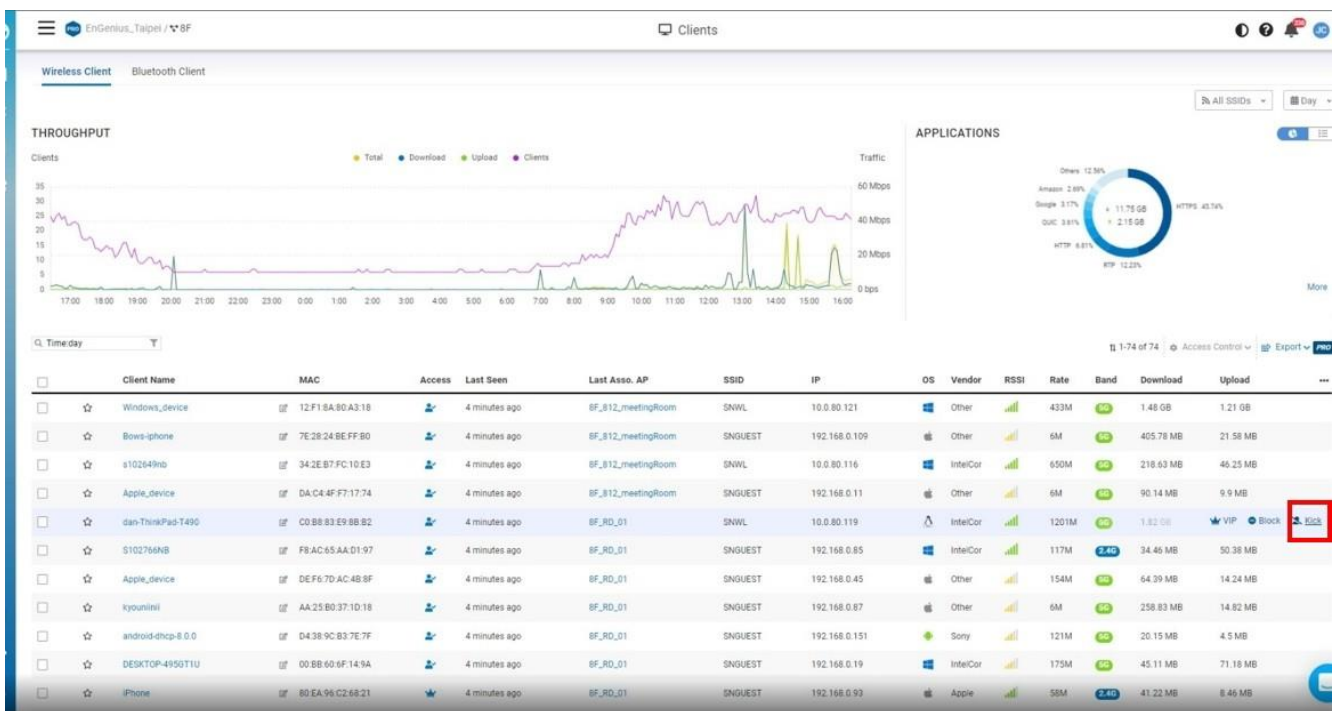 PRO EnGenius_Taipei / 8F
Clients
JC
Wireless Client Bluetooth Client
All SSIDs Day
THROUGHPUT
Clients Total Download Upload Clients Traffic
35 60 Mbps
30
25 40 Mbps
20
15 20 Mbps
10
5
0 0 bps
17:00 18:00 19:00 20:00 21:00 22:00 23:00 0:00 1:00 2:00 3:00 4:00 5:00 6:00 7:00 8:00 9:00 10:00 11:00 12:00 13:00 14:00 15:00 16:00
APPLICATIONS
Others 12.56%
Amazon 2.69%
Google 3.17%
QUIC 3.61%
HTTP 6.81%
RTP 12.23%
HTTPS 45.74%
11.75 GB
2.15 GB
More
Time:day
1-74 of 74 Access Control Export PRO
Client Name MAC Access Last Seen Last Asso. AP SSID IP OS Vendor RSSI Rate Band Download Upload
Windows_device 12:F1:8A:80:A3:18 4 minutes ago 8F_812_meetingRoom SNWL 10.0.80.121 Other 433M 5G 1.48 GB 1.21 GB
Bows-iphone 7E:28:24:BE:FF:B0 4 minutes ago 8F_812_meetingRoom SNGUEST 192.168.0.109 Other 6M 5G 405.78 MB 21.58 MB
s102649nb 34:2E:B7:FC:10:E3 4 minutes ago 8F_812_meetingRoom SNWL 10.0.80.116 IntelCor 650M 5G 218.63 MB 46.25 MB
Apple_device DA:C4:4F:F7:17:74 4 minutes ago 8F_812_meetingRoom SNGUEST 192.168.0.11 Other 6M 5G 90.14 MB 9.9 MB
dan-ThinkPad-T490 C0:B8:83:E9:8B:B2 4 minutes ago 8F_RD_01 SNWL 10.0.80.119 IntelCor 1201M 5G 1.82 GB VIP Block Kick
S102766NB F8:AC:65:AA:D1:97 4 minutes ago 8F_RD_01 SNGUEST 192.168.0.85 IntelCor 117M 2.4G 34.46 MB 50.38 MB
Apple_device DE:F6:7D:AC:4B:8F 4 minutes ago 8F_RD_01 SNGUEST 192.168.0.45 Other 154M 5G 64.39 MB 14.24 MB
kyouninii AA:25:B0:37:1D:18 4 minutes ago 8F_RD_01 SNGUEST 192.168.0.87 Other 6M 5G 258.83 MB 14.82 MB
android-dhcp-8.0.0 D4:38:9C:B3:7E:7F 4 minutes ago 8F_RD_01 SNGUEST 192.168.0.151 Sony 121M 5G 20.15 MB 4.5 MB
DESKTOP-495GT1U 00:BB:60:6F:14:9A 4 minutes ago 8F_RD_01 SNGUEST 192.168.0.19 IntelCor 175M 5G 45.11 MB 71.18 MB
iPhone 80:EA:96:C2:68:21 4 minutes ago 8F_RD_01 SNGUEST 192.168.0.93 Apple 58M 2.4G 41.22 MB 8.46 MB